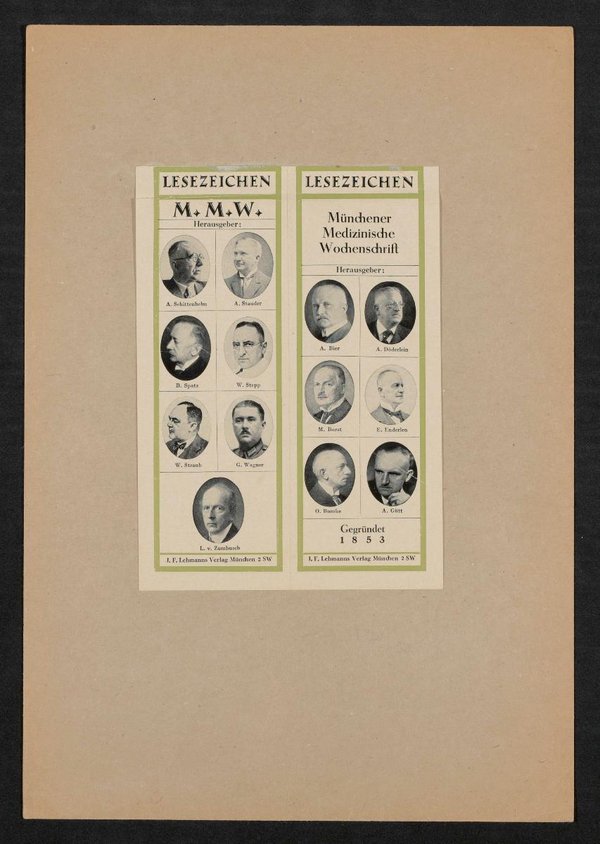 LESEZEICHEN
M. M. W.
Herausgeber:
A. Schittenhelm
A. Stauder
B. Spatz
W. Stepp
W. Straub
G. Wagner
L. v. Zumbusch
J. F. Lehmanns Verlag München 2 SW
LESEZEICHEN
Münchener
Medizinische
Wochenschrift
Herausgeber:
A. Bier
A. Döderlein
M. Borst
E. Enderlen
O. Bumke
A. Gütt
Gegründet
1853
J. F. Lehmanns Verlag München 2 SW